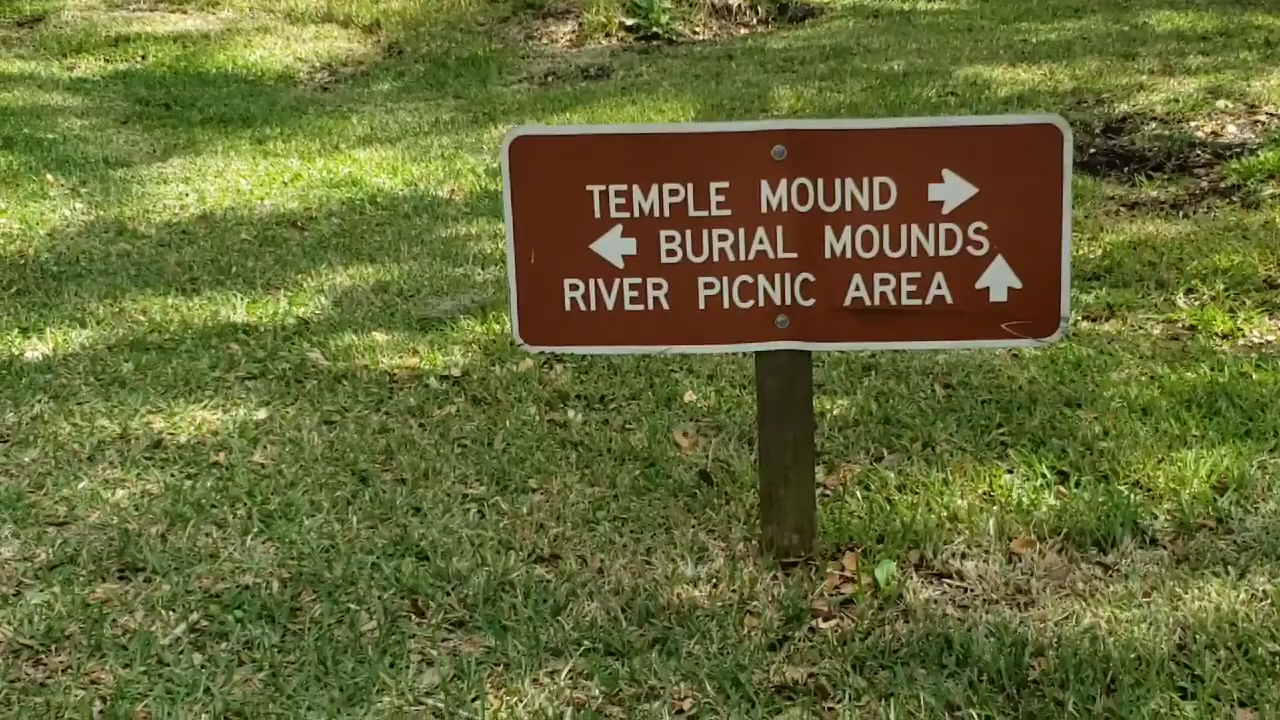 TEMPLE MOUND →
← BURIAL MOUNDS
RIVER PICNIC AREA ↑